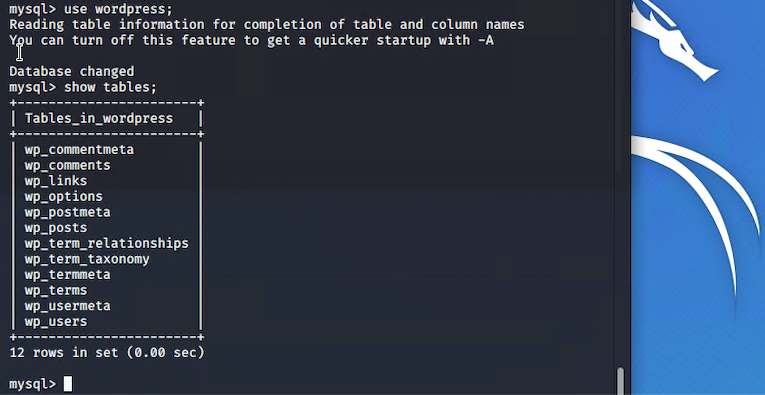 mysql> use wordpress;
Reading table information for completion of table and column names
You can turn off this feature to get a quicker startup with -A
Database changed
mysql> show tables;
+-----------------------+
| Tables_in_wordpress   |
+-----------------------+
| wp_commentmeta        |
| wp_comments           |
| wp_links              |
| wp_options            |
| wp_postmeta           |
| wp_posts              |
| wp_term_relationships |
| wp_term_taxonomy      |
| wp_termmeta           |
| wp_terms              |
| wp_usermeta           |
| wp_users              |
+-----------------------+
12 rows in set (0.00 sec)
mysql>